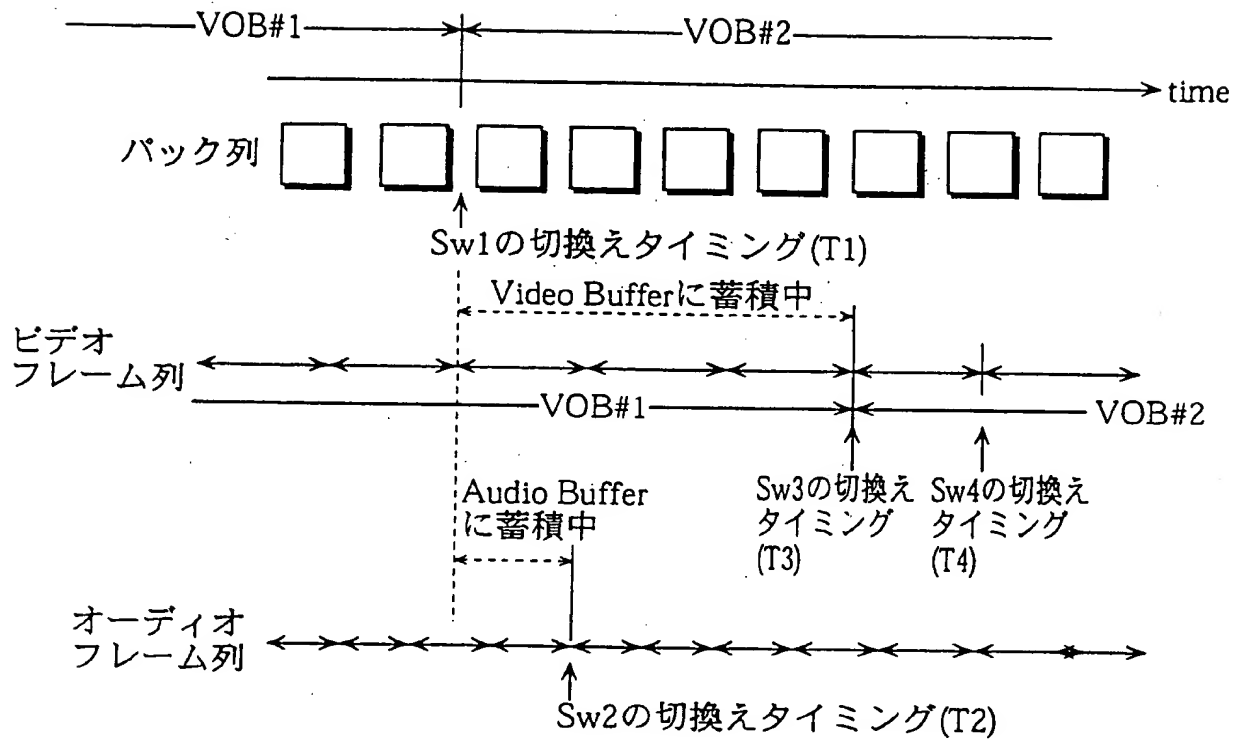 VOB#1
VOB#2
time
パック列
Sw1の切換えタイミング(T1)
Video Bufferに蓄積中
ビデオ
フレーム列
VOB#1
VOB#2
Audio Buffer
に蓄積中
Sw3の切換え
タイミング
(T3)
Sw4の切換え
タイミング
(T4)
オーディオ
フレーム列
Sw2の切換えタイミング(T2)